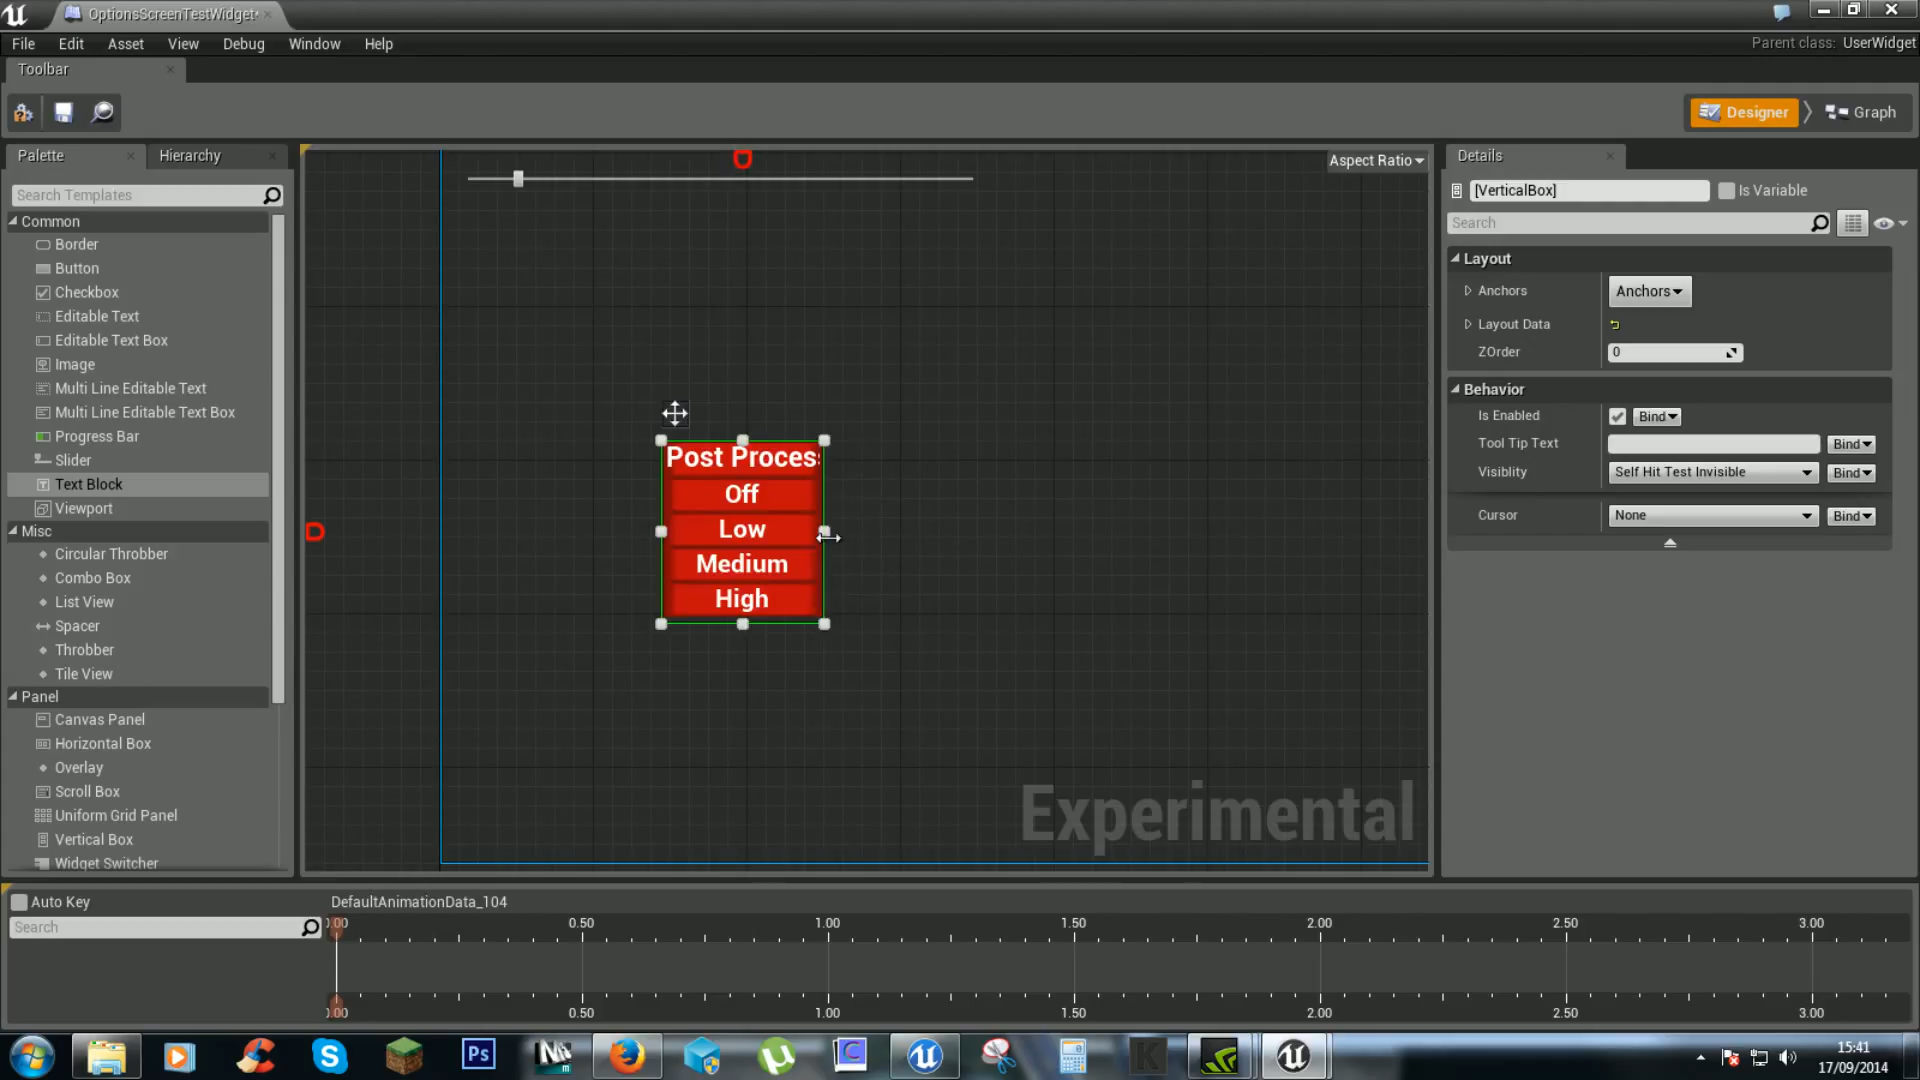 OptionsScreenTestWidget*
File Edit Asset View Debug Window Help
Parent class: UserWidget
Toolbar
Designer
Graph
Palette
Hierarchy
Search Templates
Common
Border
Button
Checkbox
Editable Text
Editable Text Box
Image
Multi Line Editable Text
Multi Line Editable Text Box
Progress Bar
Slider
Text Block
Viewport
Misc
Circular Throbber
Combo Box
List View
Spacer
Throbber
Tile View
Panel
Canvas Panel
Horizontal Box
Overlay
Scroll Box
Uniform Grid Panel
Vertical Box
Widget Switcher
Aspect Ratio
Post Process
Off
Low
Medium
High
Experimental
Details
[VerticalBox]
Is Variable
Search
Layout
Anchors Anchors
Layout Data
ZOrder 0
Behavior
Is Enabled Bind
Tool Tip Text Bind
Visiblity Self Hit Test Invisible Bind
Cursor None Bind
Auto Key
Search
DefaultAnimationData_104
0.00 0.50 1.00 1.50 2.00 2.50 3.00
0.00 0.50 1.00 1.50 2.00 2.50 3.00
Ps
15:41
17/09/2014